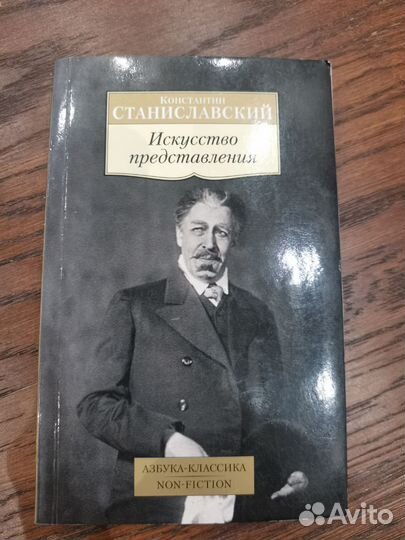 Константин
СТАНИСЛАВСКИЙ
Искусство
представления
АЗБУКА-КЛАССИКА
NON-FICTION
Avito